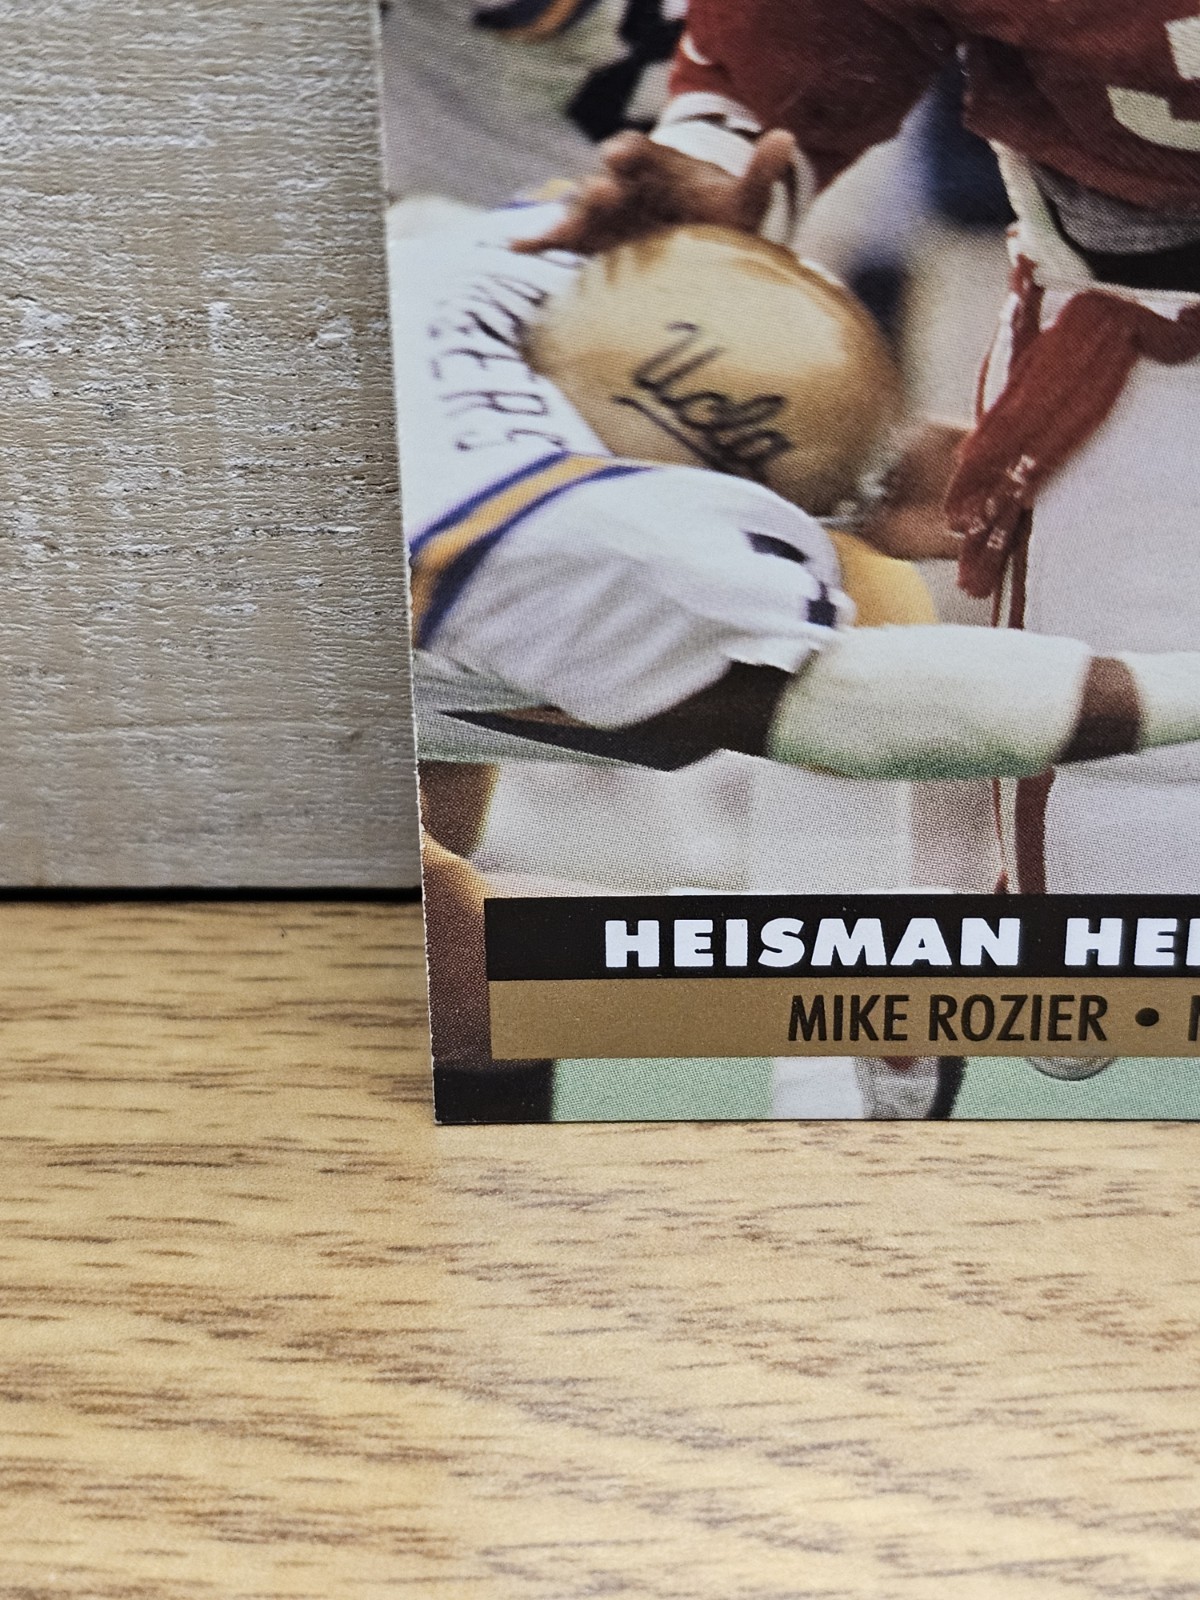 Ucla
HEISMAN HE
MIKE ROZIER •